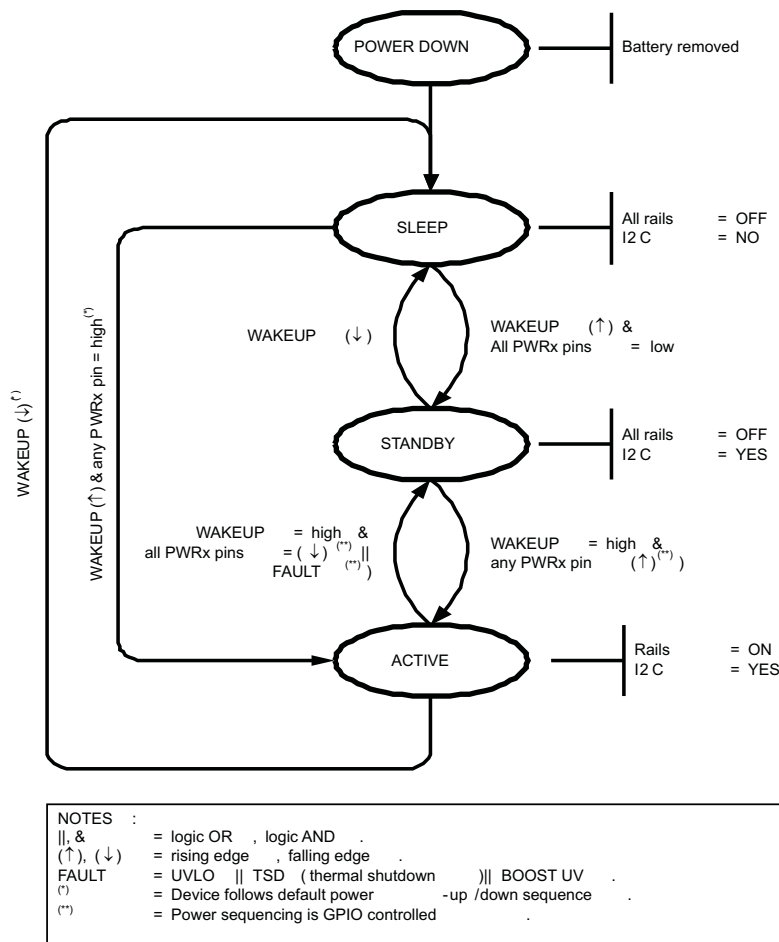 POWER DOWN
Battery removed
SLEEP
All rails = OFF
I2 C = NO
WAKEUP (↓)
WAKEUP (↑) &
All PWRx pins = low
WAKEUP (↓)(*)
WAKEUP (↑) & any PWRx pin = high(*)
STANDBY
All rails = OFF
I2 C = YES
WAKEUP = high &
all PWRx pins = ( ↓ ) (**) ||
FAULT (**) )
WAKEUP = high &
any PWRx pin (↑)(**) )
ACTIVE
Rails = ON
I2 C = YES
NOTES :
||, & = logic OR , logic AND .
(↑), (↓) = rising edge , falling edge .
FAULT = UVLO || TSD ( thermal shutdown )|| BOOST UV .
(*) = Device follows default power -up /down sequence .
(**) = Power sequencing is GPIO controlled .